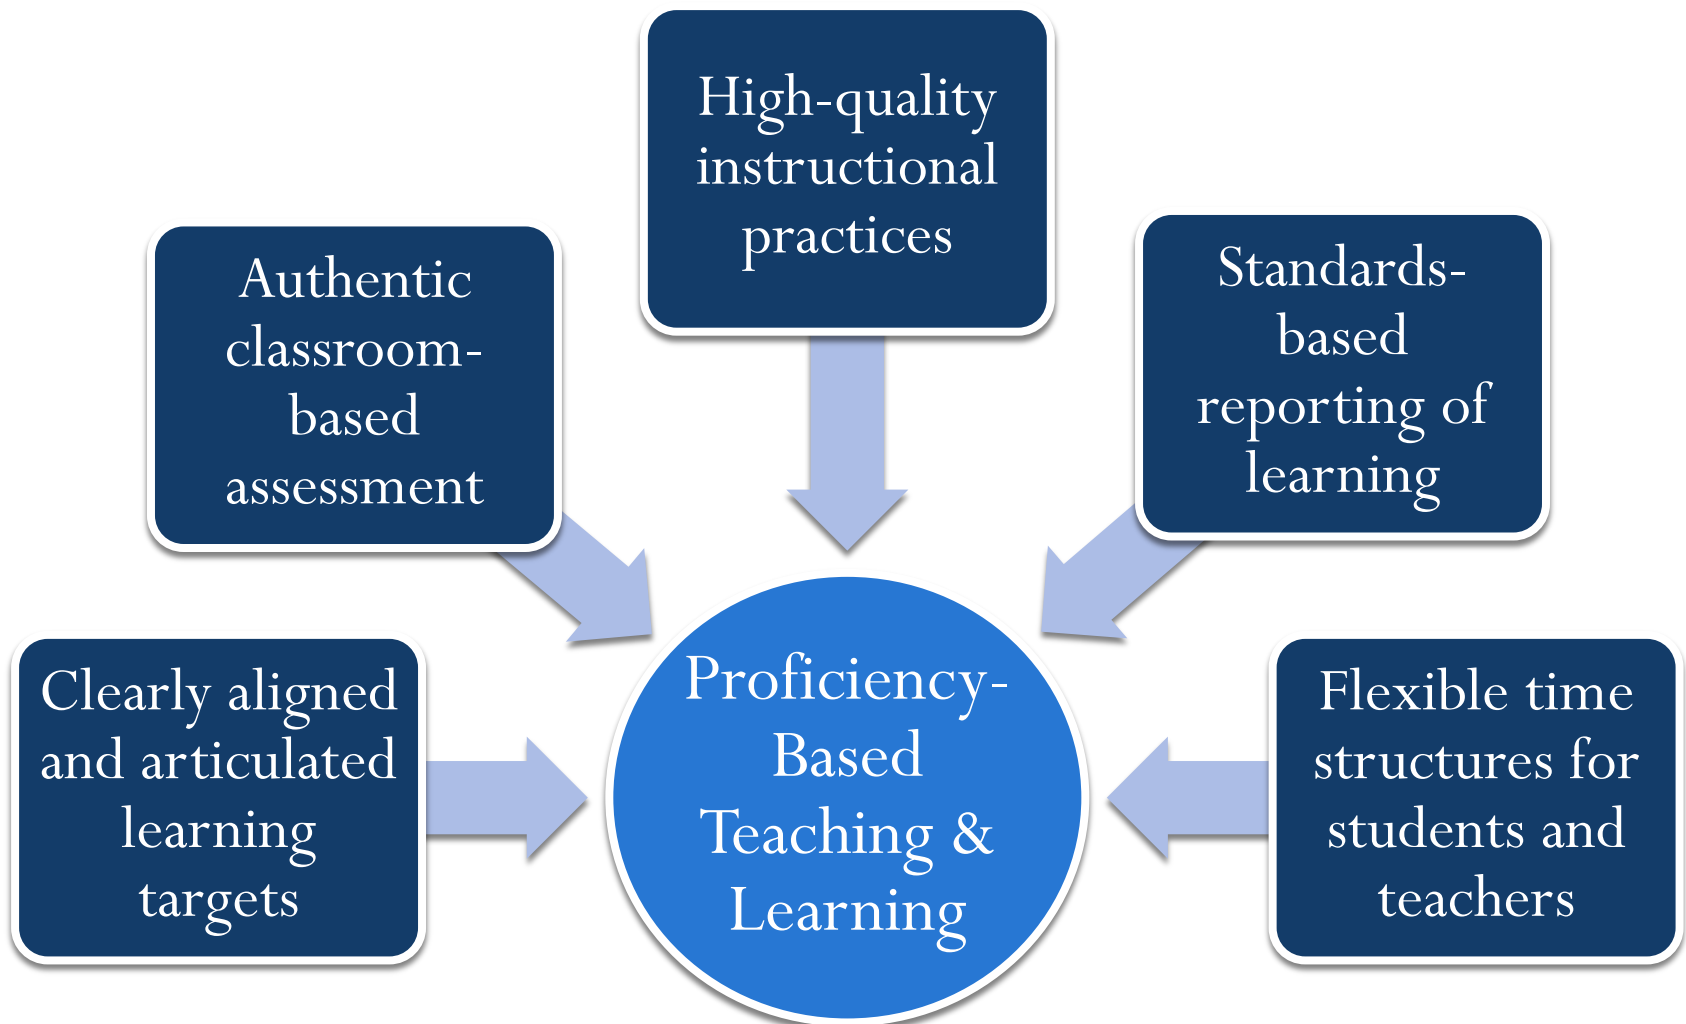 High-quality
instructional
practices
Authentic
classroom-
based
assessment
Standards-
based
reporting of
learning
Clearly aligned
and articulated
learning
targets
Proficiency-
Based
Teaching &
Learning
Flexible time
structures for
students and
teachers